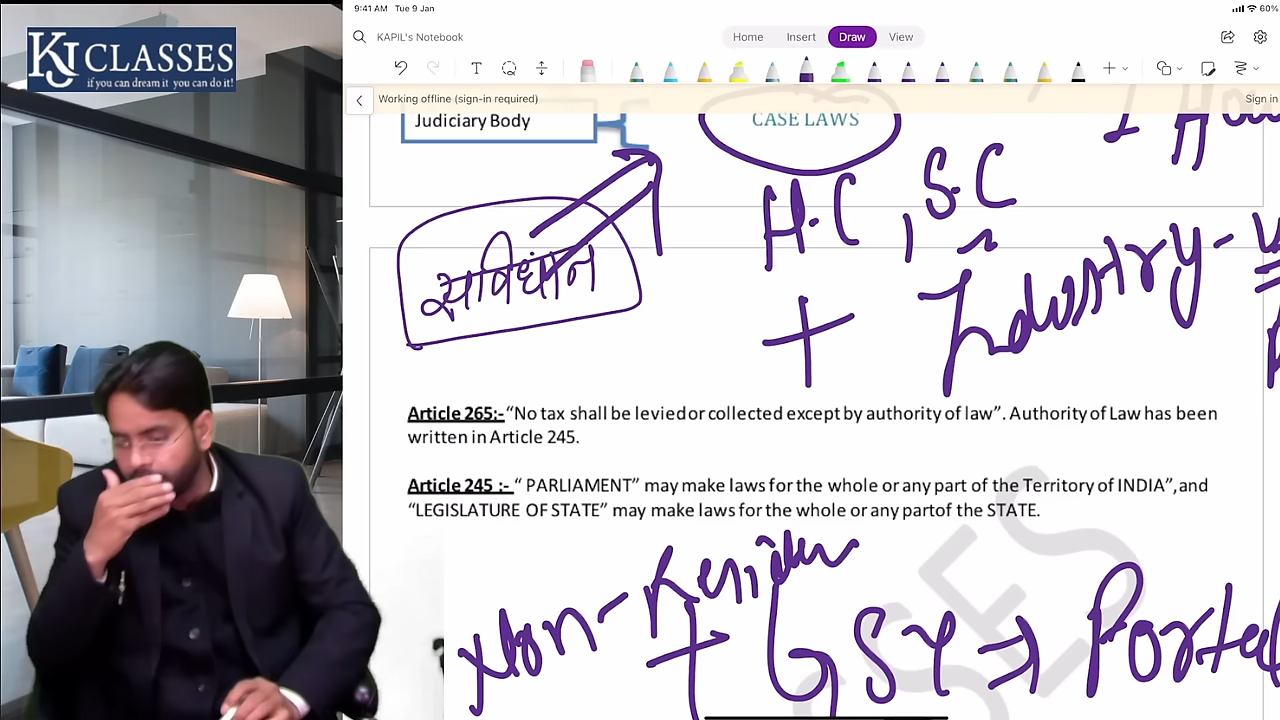 KJ CLASSES
if you can dream it you can do it!
9:41 AM Tue 9 Jan
60%
KAPIL's Notebook
Home Insert Draw View
T
Working offline (sign-in required)
Sign in
Judiciary Body
CASE LAWS
H.C, S.C
संविधान
+ Industry -
Article 265:-“No tax shall be levied or collected except by authority of law”. Authority of Law has been
written in Article 245.
Article 245 :- “ PARLIAMENT” may make laws for the whole or any part of the Territory of INDIA”,and
“LEGISLATURE OF STATE” may make laws for the whole or any partof the STATE.
Non-Residen
+ GST → Portal
SES